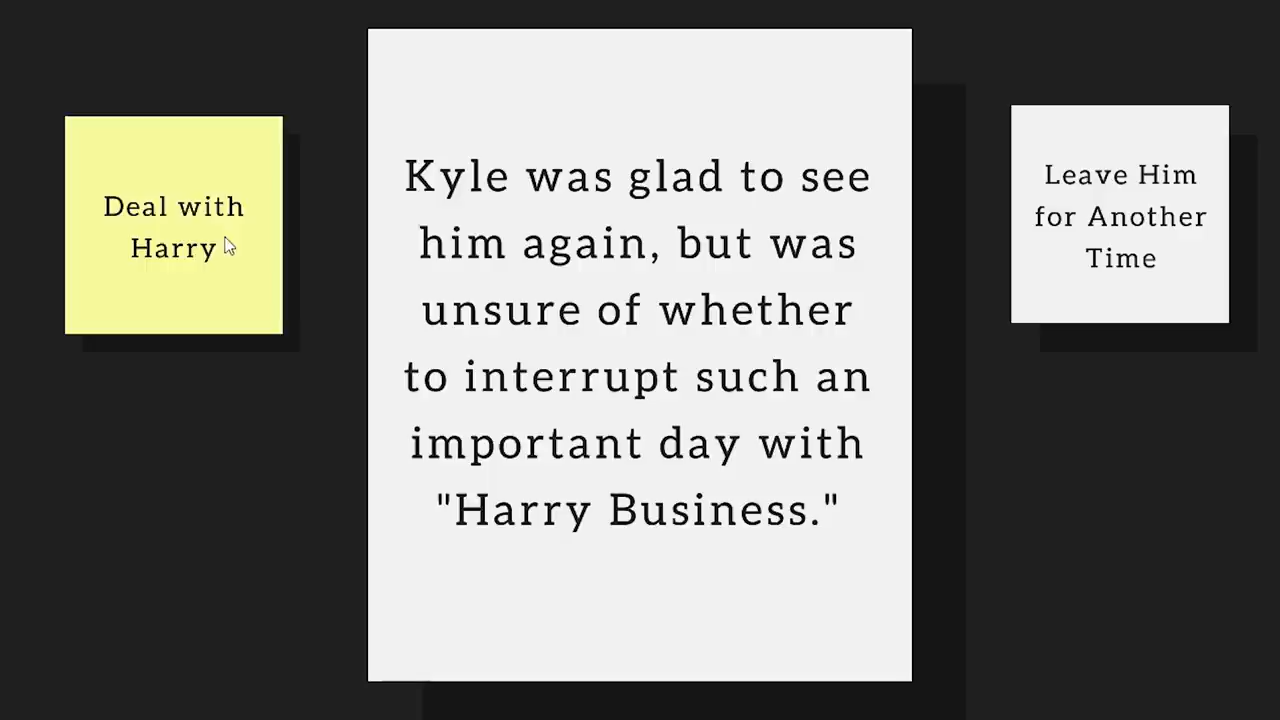 Deal with
Harry
Kyle was glad to see
him again, but was
unsure of whether
to interrupt such an
important day with
"Harry Business."
Leave Him
for Another
Time